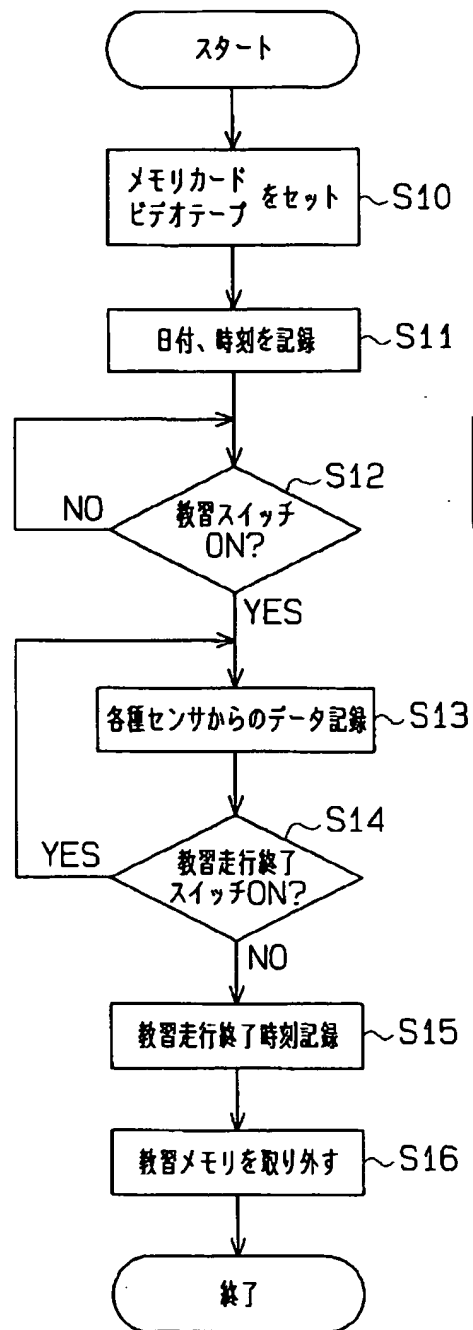 スタート
メモリカード
ビデオテープ をセット
S10
日付、時刻を記録
S11
S12
教習スイッチ
ON?
NO
YES
各種センサからのデータ記録
S13
S14
教習走行終了
スイッチON?
YES
NO
教習走行終了時刻記録
S15
教習メモリを取り外す
S16
終了